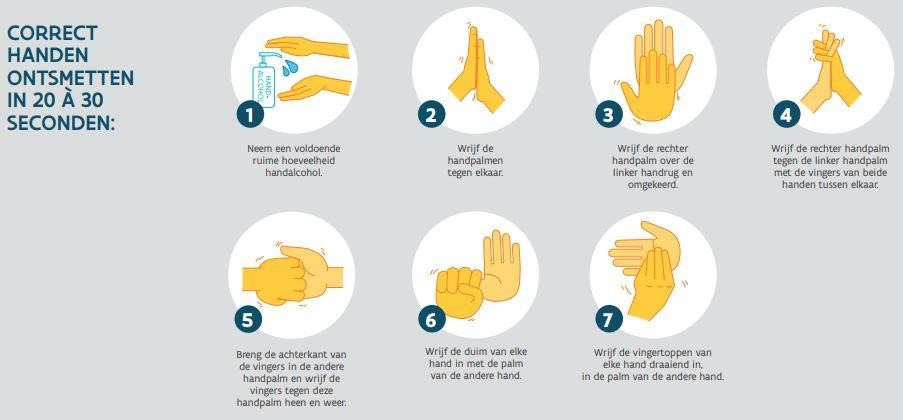 CORRECT
HANDEN
ONTSMETTEN
IN 20 À 30
SECONDEN:
HAND-
ALCOHOL
1
Neem een voldoende
ruime hoeveelheid
handalcohol.
2
Wrijf de
handpalmen
tegen elkaar.
3
Wrijf de rechter
handpalm over de
linker handrug en
omgekeerd.
4
Wrijf de rechter handpalm
tegen de linker handpalm
met de vingers van beide
handen tussen elkaar.
5
Breng de achterkant van
de vingers in de andere
handpalm en wrijf de
vingers tegen deze
handpalm heen en weer.
6
Wrijf de duim van elke
hand in met de palm
van de andere hand.
7
Wrijf de vingertoppen van
elke hand draaiend in,
in de palm van de andere hand.